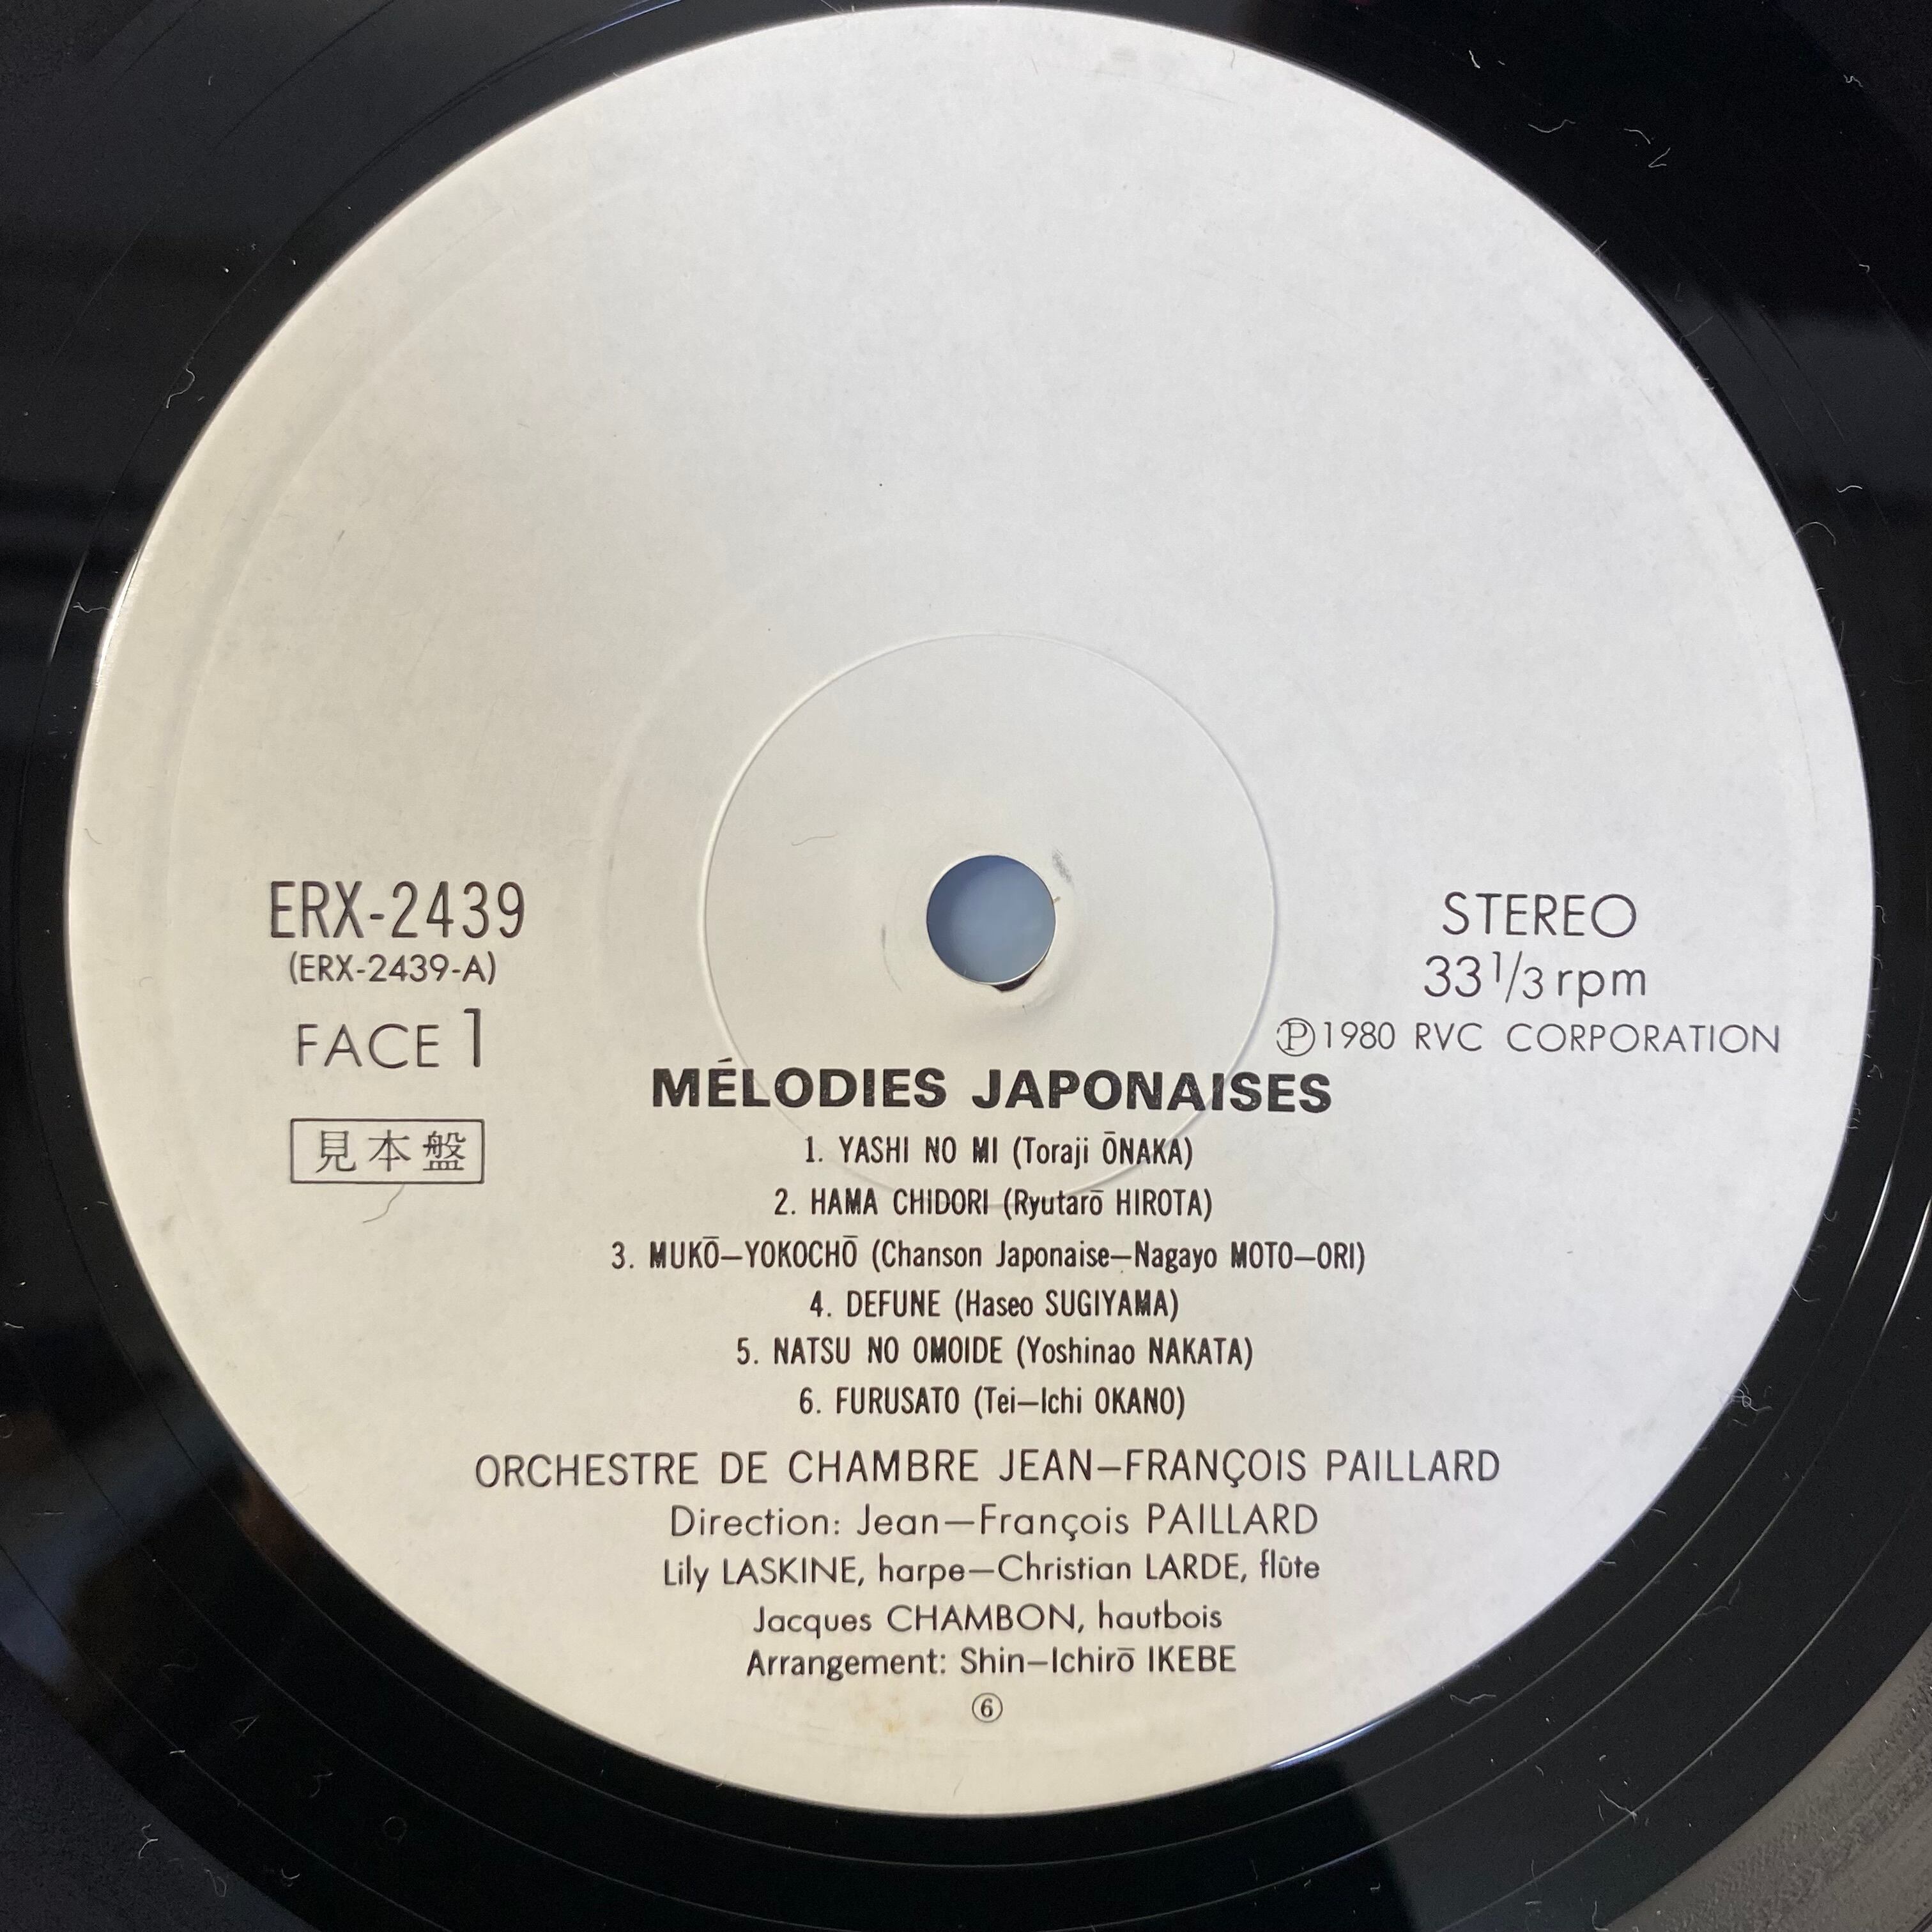 ERX-2439
(ERX-2439-A)
FACE 1
見本盤
STEREO
33 1/3 rpm
Ⓟ1980 RVC CORPORATION
MÉLODIES JAPONAISES
1. YASHI NO MI (Toraji ŌNAKA)
2. HAMA CHIDORI (Ryutarō HIROTA)
3. MUKŌ—YOKOCHŌ (Chanson Japonaise—Nagayo MOTO—ORI)
4. DEFUNE (Haseo SUGIYAMA)
5. NATSU NO OMOIDE (Yoshinao NAKATA)
6. FURUSATO (Tei—Ichi OKANO)
ORCHESTRE DE CHAMBRE JEAN—FRANÇOIS PAILLARD
Direction: Jean—François PAILLARD
Lily LASKINE, harpe—Christian LARDE, flûte
Jacques CHAMBON, hautbois
Arrangement: Shin—Ichirō IKEBE
⑥